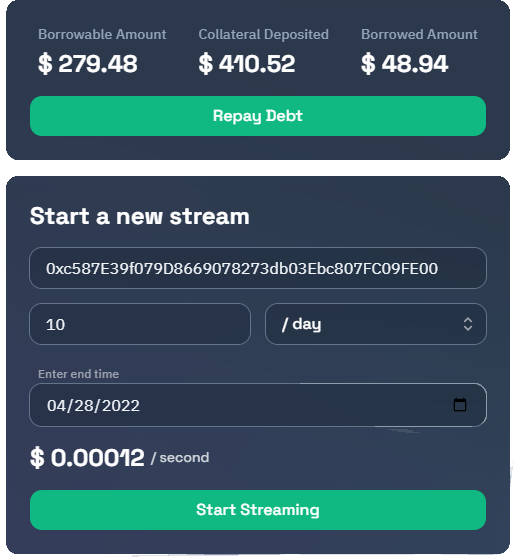 Borrowable Amount Collateral Deposited Borrowed Amount
$ 279.48 $ 410.52 $ 48.94
Repay Debt
Start a new stream
0xc587E39f079D8669078273db03Ebc807FC09FE00
10 / day
Enter end time
04/28/2022
$ 0.00012 / second
Start Streaming